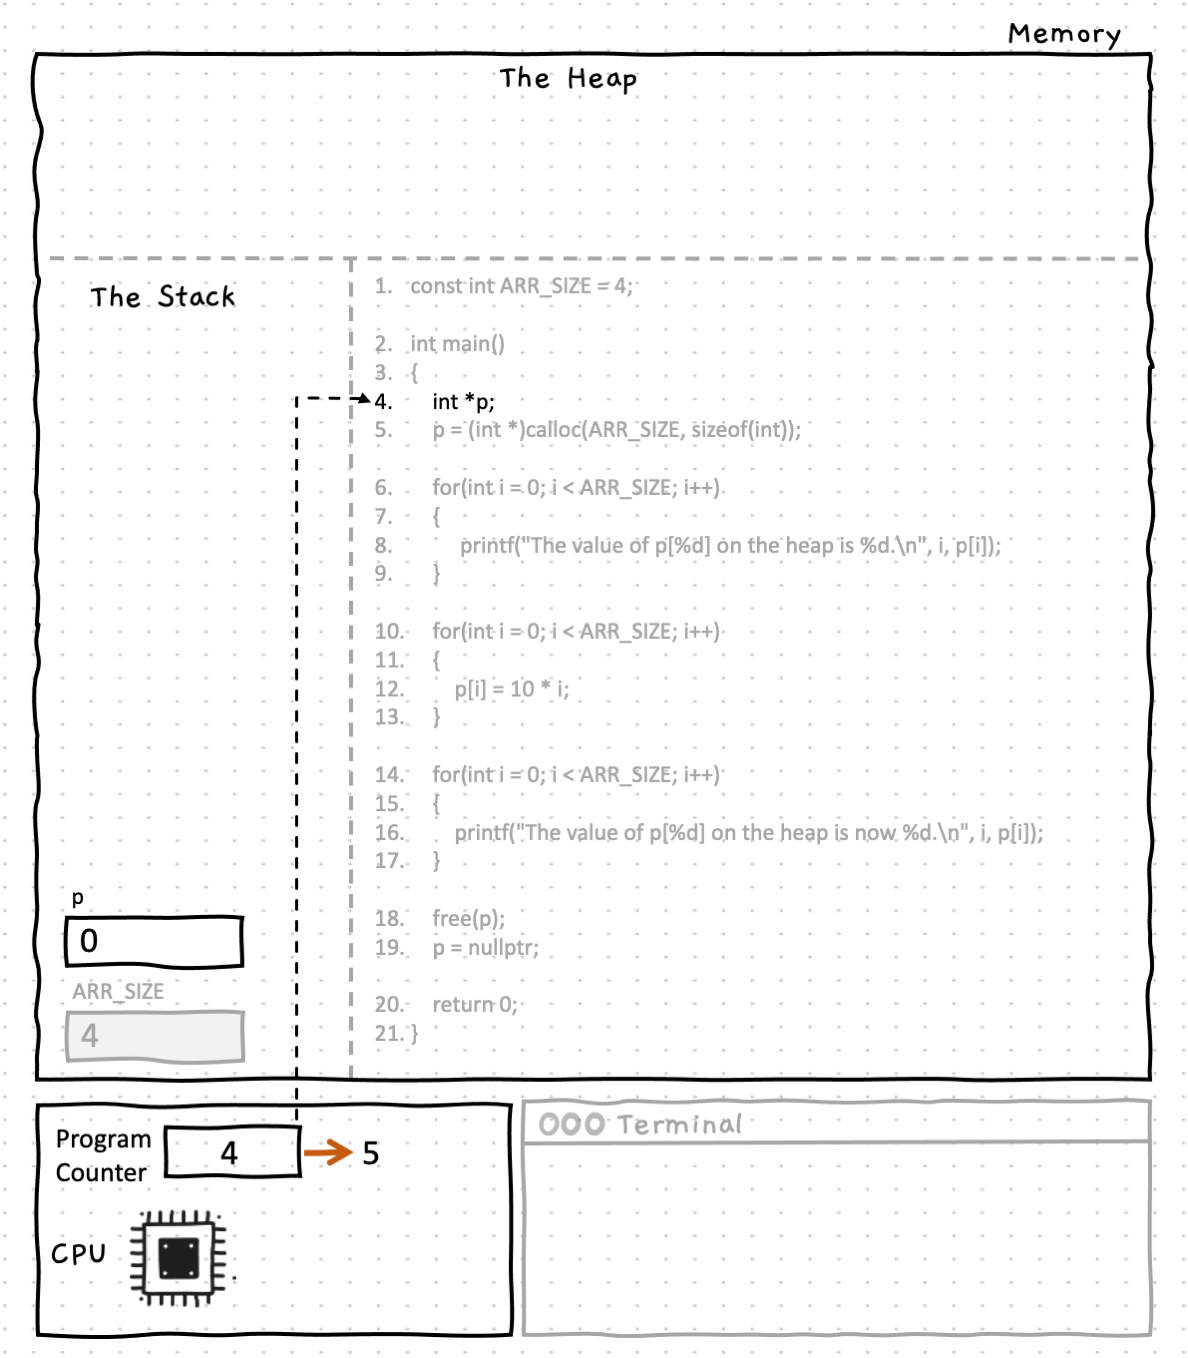 Memory
The Heap
The Stack
1. const int ARR_SIZE = 4;
2. int main()
3. {
4. int *p;
5. p = (int *)calloc(ARR_SIZE, sizeof(int));
6. for(int i = 0; i < ARR_SIZE; i++)
7. {
8. printf("The value of p[%d] on the heap is %d.\n", i, p[i]);
9. }
10. for(int i = 0; i < ARR_SIZE; i++)
11. {
12. p[i] = 10 * i;
13. }
14. for(int i = 0; i < ARR_SIZE; i++)
15. {
16. printf("The value of p[%d] on the heap is now %d.\n", i, p[i]);
17. }
18. free(p);
19. p = nullptr;
20. return 0;
21. }
p
0
ARR_SIZE
4
Program
Counter
4
5
CPU
Terminal